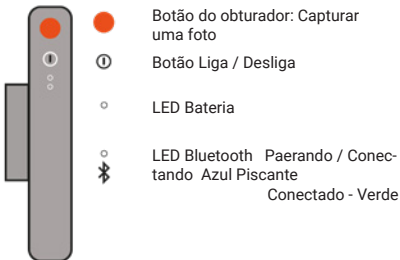 Botão do obturador: Capturar
uma foto
Botão Liga / Desliga
LED Bateria
LED Bluetooth Paerando / Conec-
tando Azul Piscante
Conectado - Verde